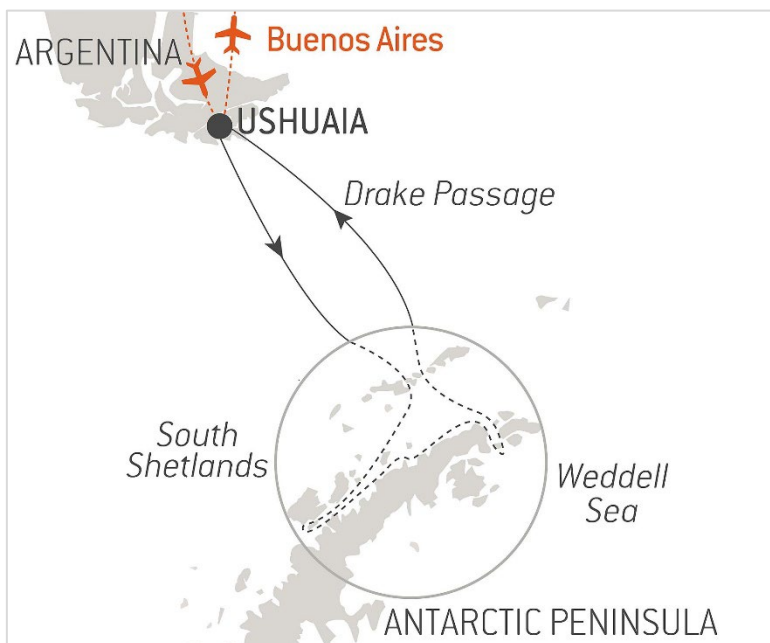 ARGENTINA
Buenos Aires
USHUAIA
Drake Passage
South
Shetlands
Weddell
Sea
ANTARCTIC PENINSULA